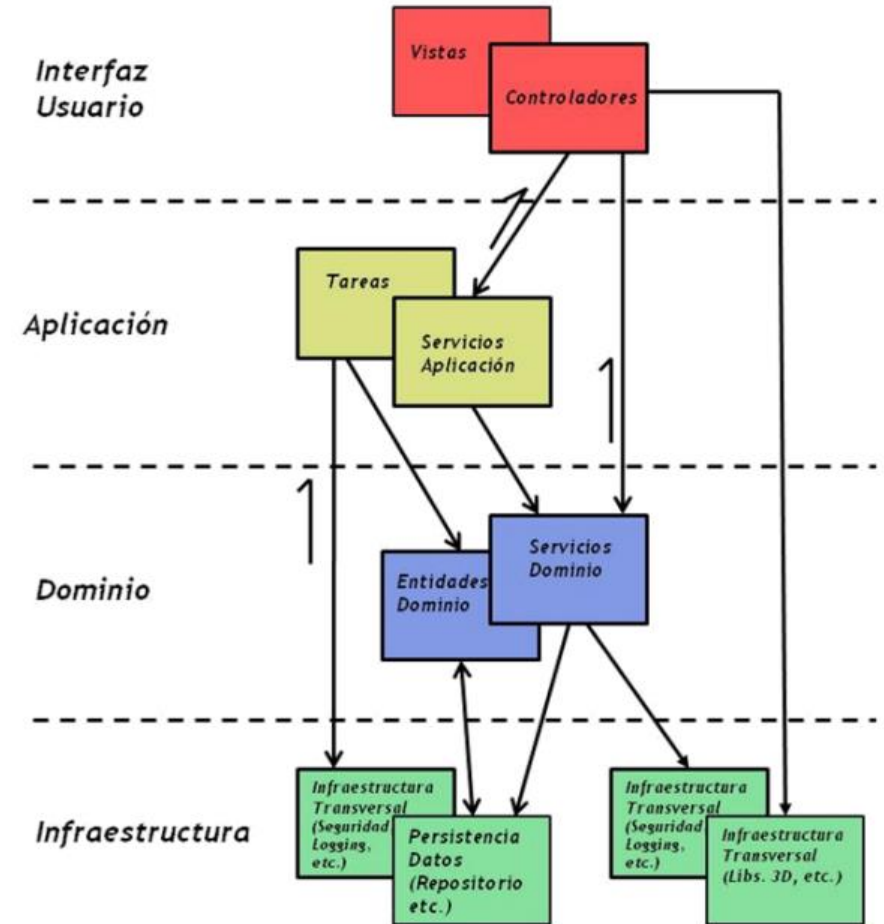 Interfaz
Usuario
Vistas
Controladores
Aplicación
Tareas
Servicios
Aplicación
Dominio
Entidades
Dominio
Servicios
Dominio
Infraestructura
Infraestructura
Transversal
(Seguridad
Logging,
etc.)
Persistencia
Datos
(Repositorio
etc.)
Infraestructura
Transversal
(Seguridad
Logging,
etc.)
Infraestructura
Transversal
(Libs. 3D, etc.)